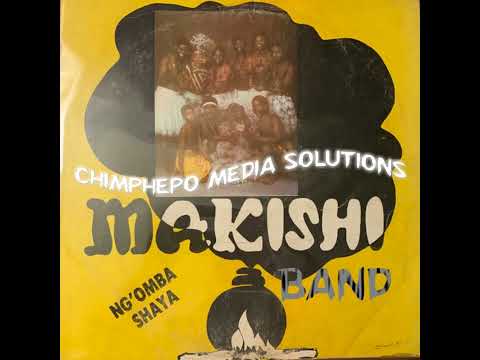 CHIMPHEPO MEDIA SOLUTIONS
MAKISHI
BAND
NG'OMBA
SHAYA